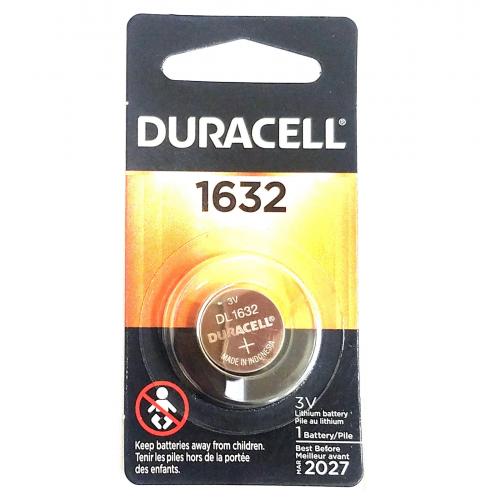 DURACELL®
1632
3V
DL1632
DURACELL®
+
MADE IN INDONESIA
3V
Lithium battery
Pile au lithium
1 Battery/Pile
Best Before
Meilleur avant
MAR 2027
Keep batteries away from children.
Tenir les piles hors de la portée
des enfants.